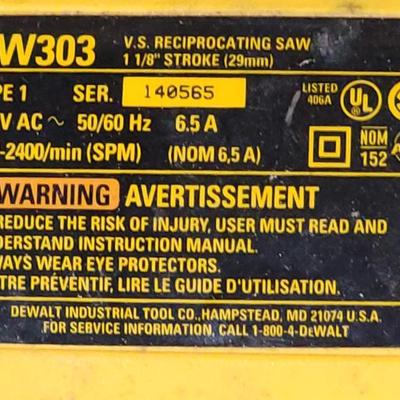 W303 V.S. RECIPROCATING SAW
1 1/8" STROKE (29mm)
PE 1 SER. 140565
V AC ~ 50/60 Hz 6.5 A
-2400/min (SPM) (NOM 6,5 A)
LISTED
406A
UL
NOM
152
WARNING AVERTISSEMENT
REDUCE THE RISK OF INJURY, USER MUST READ AND
DERSTAND INSTRUCTION MANUAL.
WAYS WEAR EYE PROTECTORS.
TRE PRÉVENTIF, LIRE LE GUIDE D'UTILISATION.
DEWALT INDUSTRIAL TOOL CO., HAMPSTEAD, MD 21074 U.S.A.
FOR SERVICE INFORMATION, CALL 1-800-4-DEWALT